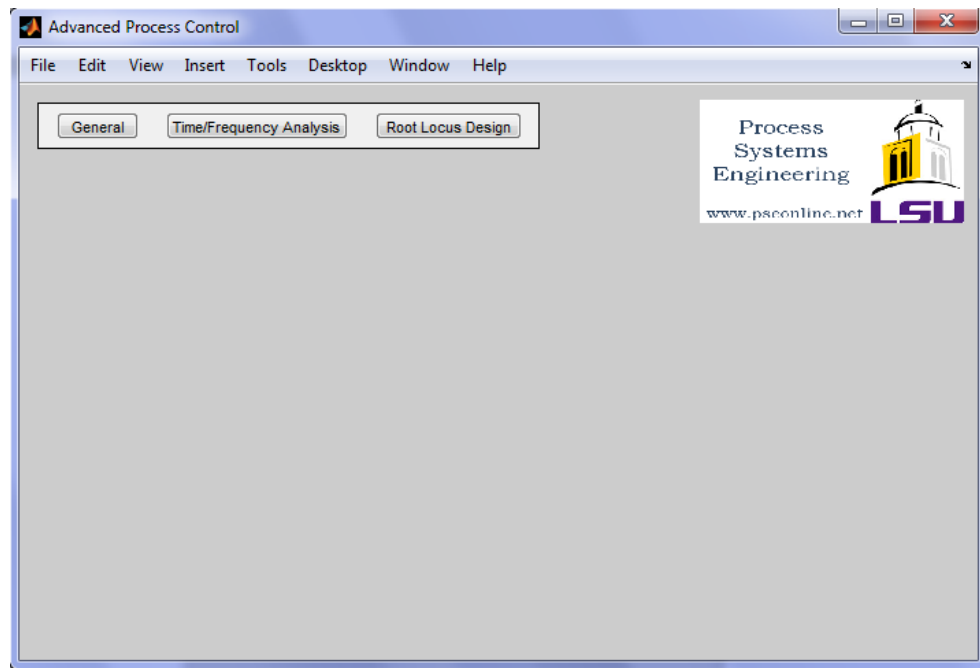 Advanced Process Control
File Edit View Insert Tools Desktop Window Help
General Time/Frequency Analysis Root Locus Design
Process
Systems
Engineering
www.pseonline.net
LSU